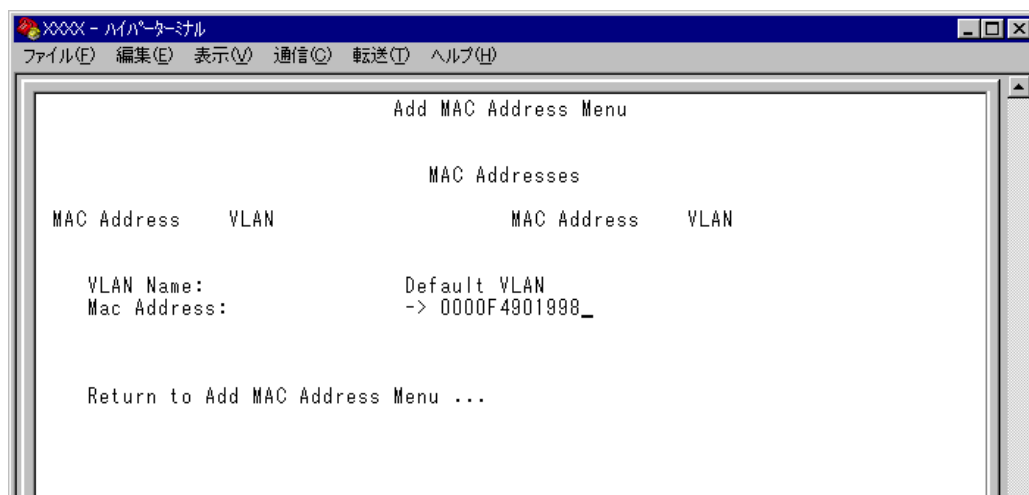 XXXX - ﾊｲﾊﾟｰﾀｰﾐﾅﾙ
ファイル(F) 編集(E) 表示(V) 通信(C) 転送(T) ヘルプ(H)
Add MAC Address Menu
MAC Addresses
MAC Address VLAN MAC Address VLAN
VLAN Name: Default VLAN
Mac Address: -> 0000F4901998_
Return to Add MAC Address Menu ...